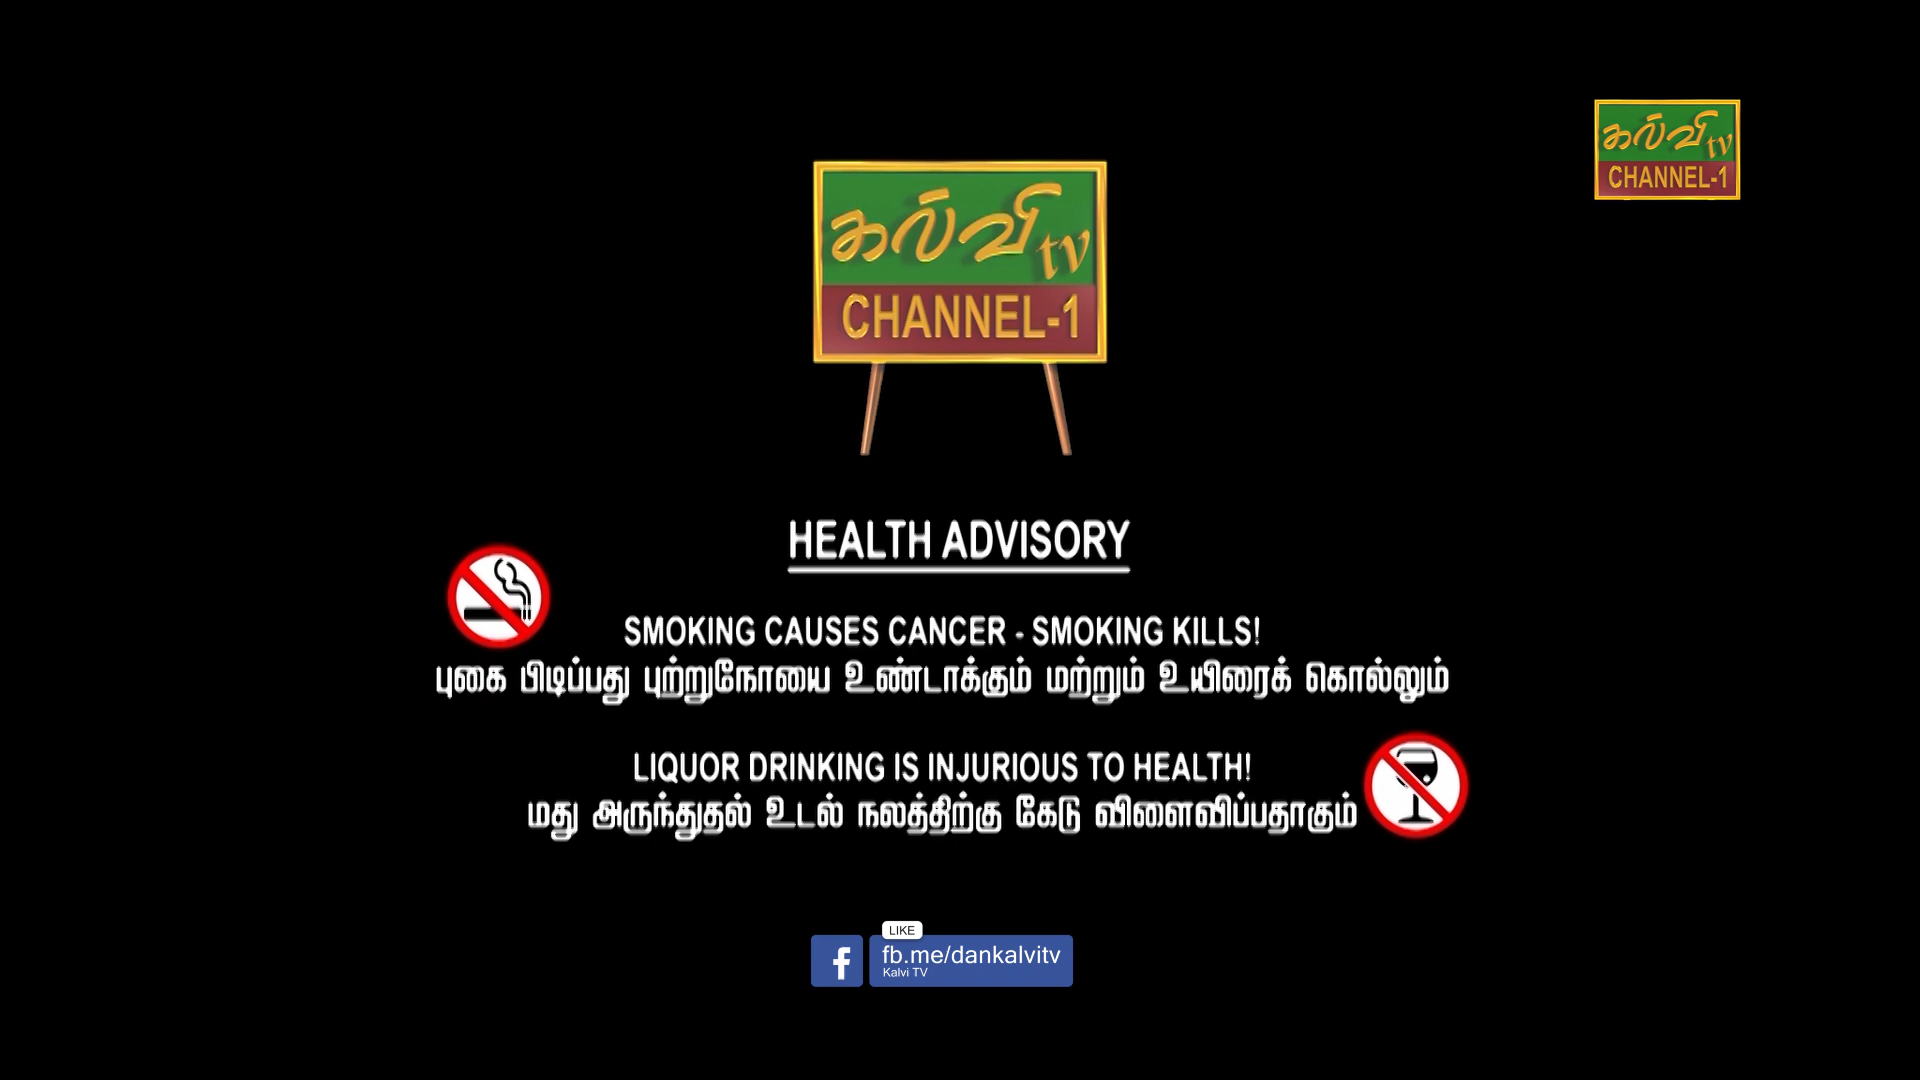 கல்வி tv
CHANNEL-1
கல்வி tv
CHANNEL-1
HEALTH ADVISORY
SMOKING CAUSES CANCER - SMOKING KILLS!
புகை பிடிப்பது புற்றுநோயை உண்டாக்கும் மற்றும் உயிரைக் கொல்லும்
LIQUOR DRINKING IS INJURIOUS TO HEALTH!
மது அருந்துதல் உடல் நலத்திற்கு கேடு விளைவிப்பதாகும்
LIKE
f fb.me/dankalvitv
Kalvi TV